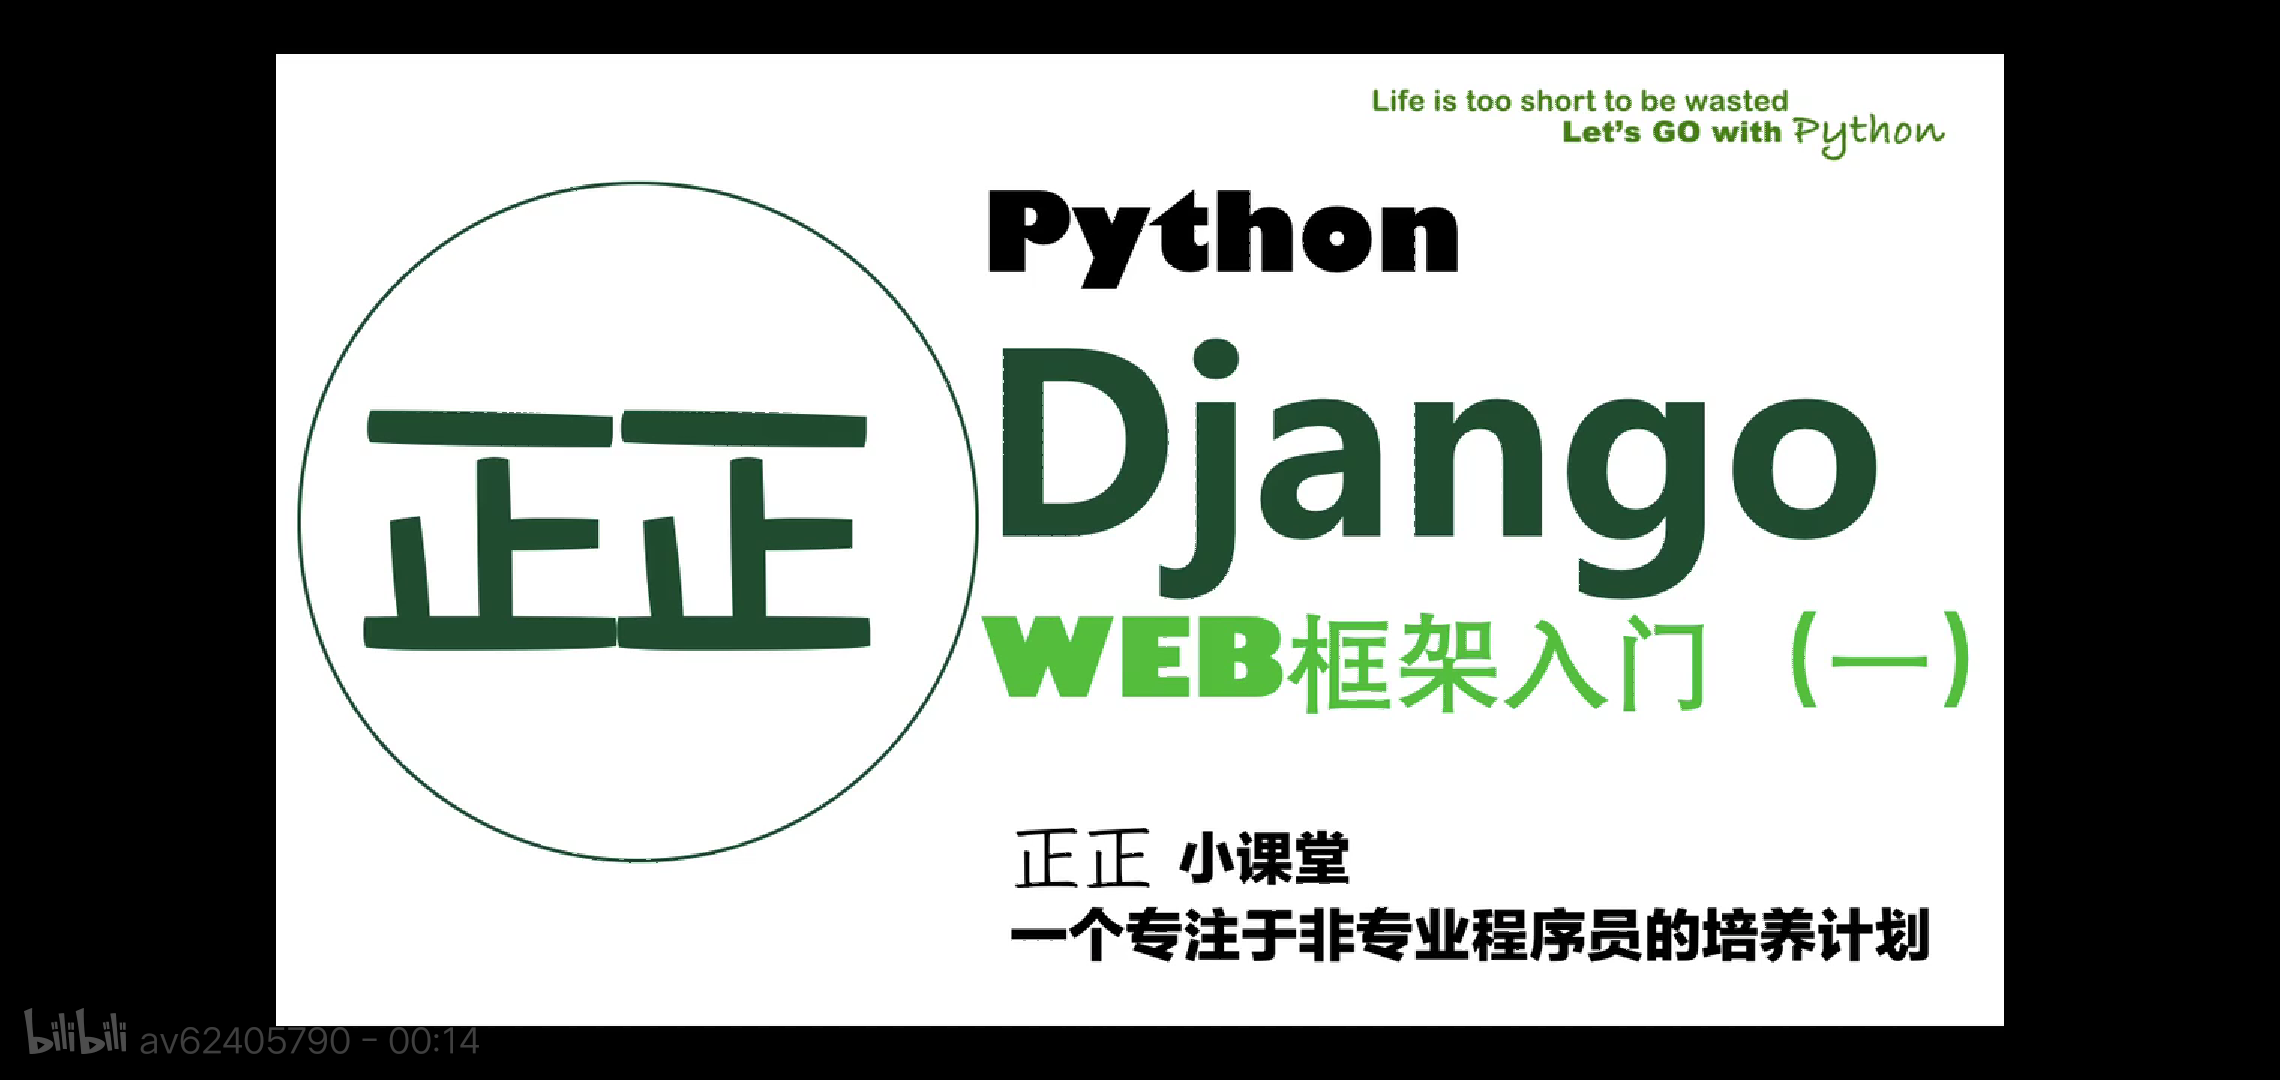 Life is too short to be wasted
Let's GO with Python
正正
Python
Django
WEB框架入门（一）
正正 小课堂
一个专注于非专业程序员的培养计划
bilibili av62405790 - 00:14